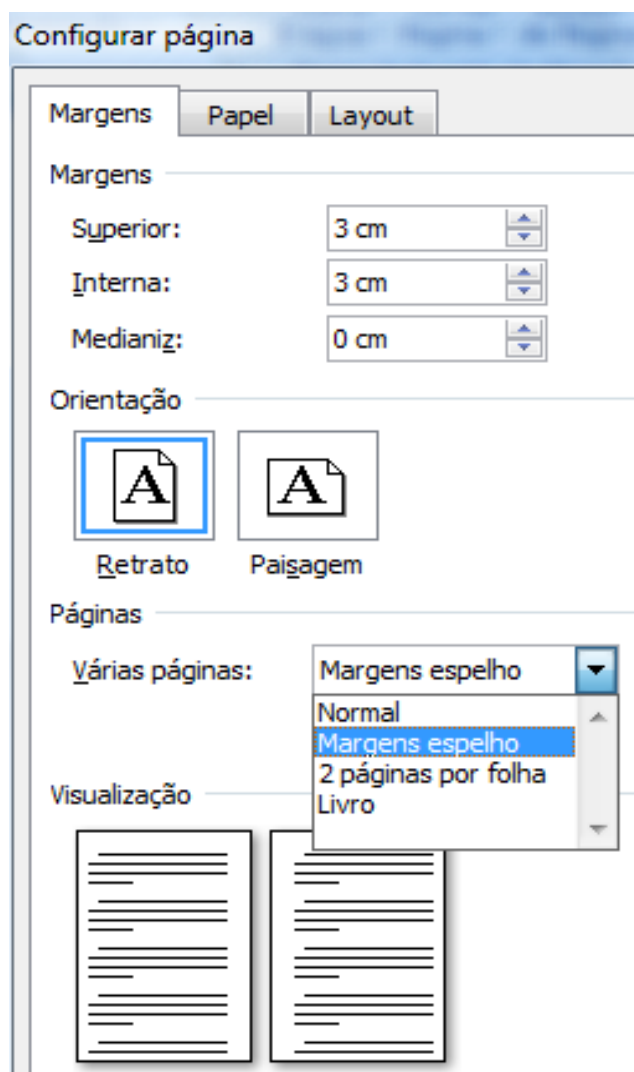 Configurar página
Margens Papel Layout
Margens
Superior: 3 cm
Interna: 3 cm
Medianiz: 0 cm
Orientação
A A
Retrato Paisagem
Páginas
Várias páginas: Margens espelho
Normal
Margens espelho
2 páginas por folha
Visualização
Livro